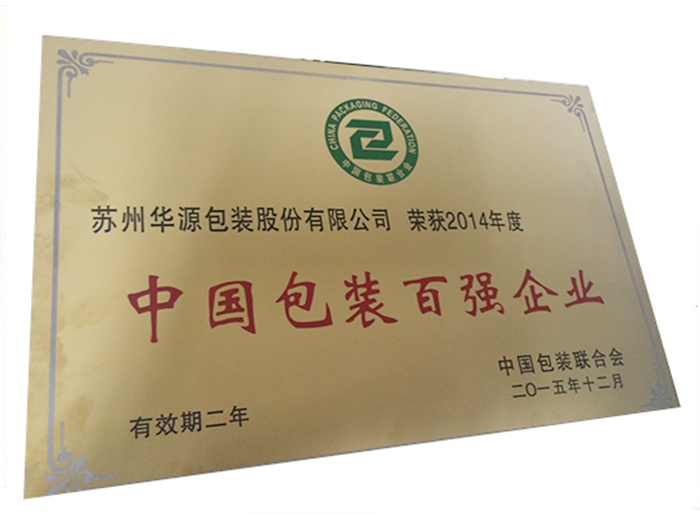 CHINA PACKAGING FEDERATION
中国包装联合会
苏州华源包装股份有限公司 荣获2014年度
中国包装百强企业
中国包装联合会
二〇一五年十二月
有效期二年